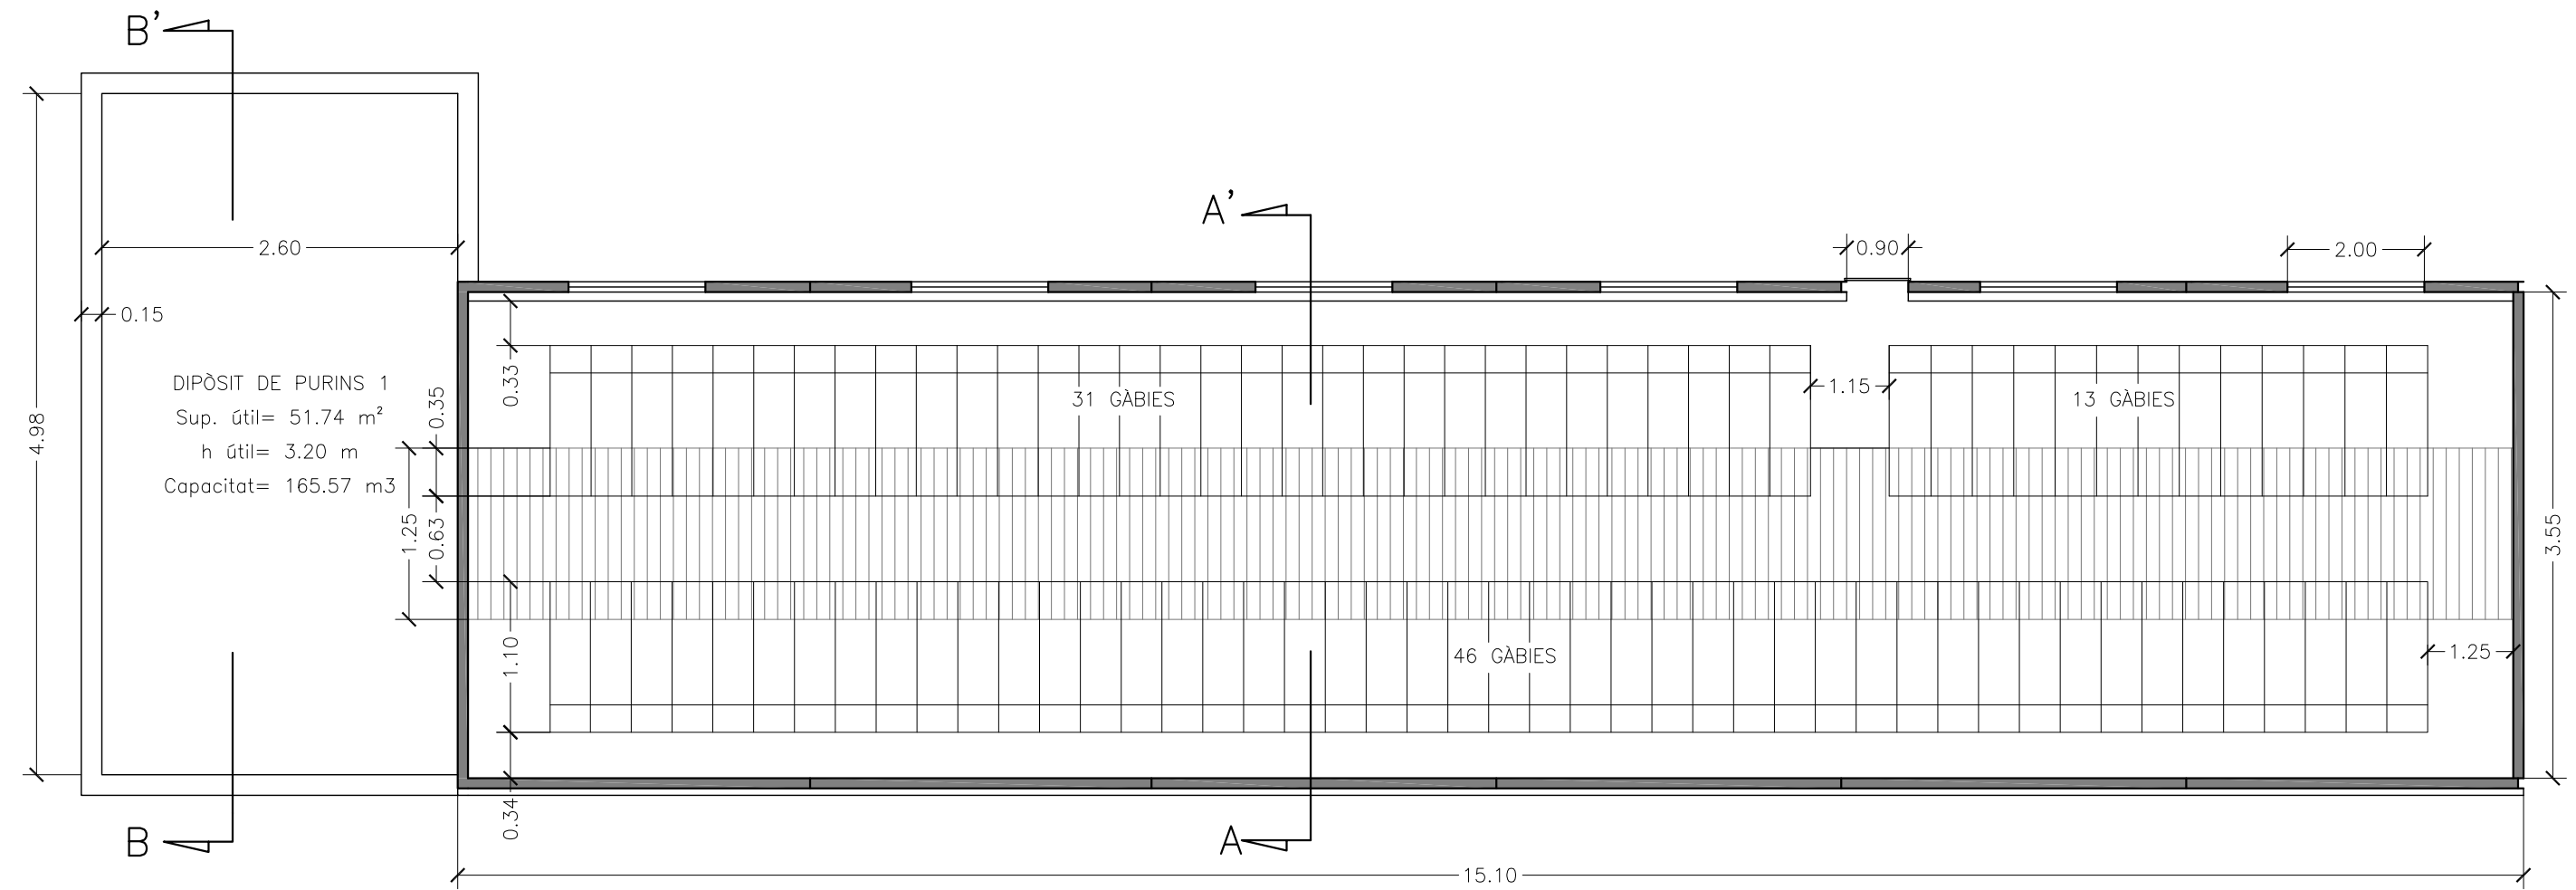 B’
A’
2.60
0.90
2.00
0.15
DIPÒSIT DE PURINS 1
Sup. útil= 51.74 m²
h útil= 3.20 m
Capacitat= 165.57 m3
4.98
0.33
0.35
31 GÀBIES
1.15
13 GÀBIES
1.25
0.63
3.55
1.10
46 GÀBIES
1.25
0.34
B
A
15.10